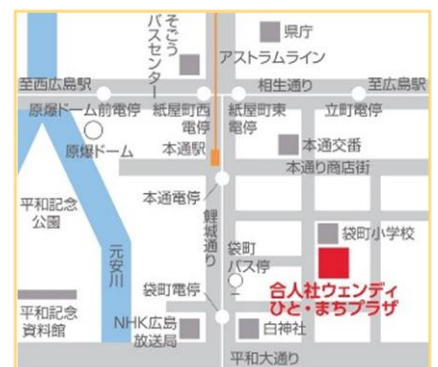 県庁
そごう
バスセンター
アストラムライン
至西広島駅
相生通り
至広島駅
原爆ドーム前電停
紙屋町西
電停
紙屋町東
電停
立町電停
原爆ドーム
本通駅
本通交番
本通り商店街
平和記念
公園
本通電停
鯉城通り
袋町小学校
元安川
袋町
バス停
合人社ウェンディ
ひと・まちプラザ
袋町電停
平和記念
資料館
NHK広島
放送局
白神社
平和大通り